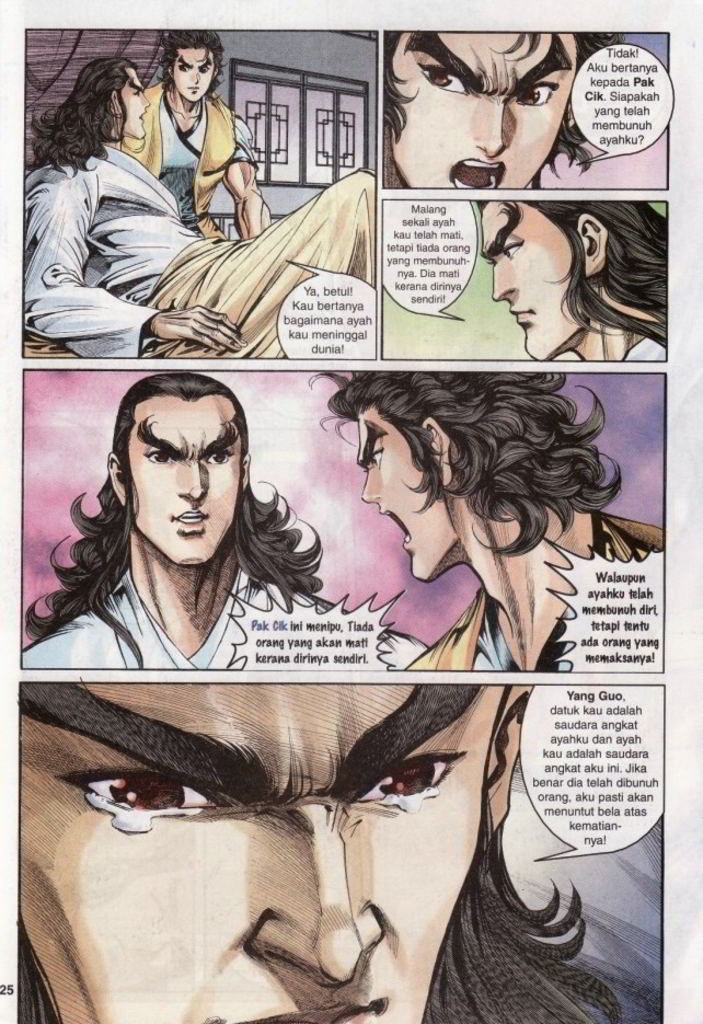 Ya, betul!
Kau bertanya
bagaimana ayah
kau meninggal
dunia!
Tidak!
Aku bertanya
kepada Pak
Cik. Siapakah
yang telah
membunuh
ayahku?
Malang
sekali ayah
kau telah mati,
tetapi tiada orang
yang membunuh-
nya. Dia mati
kerana dirinya
sendiri!
Pak Cik ini menipu, Tiada
orang yang akan mati
kerana dirinya sendiri.
Walaupun
ayahku telah
membunuh diri,
tetapi tentu
ada orang yang
memaksanya!
Yang Guo,
datuk kau adalah
saudara angkat
ayahku dan ayah
kau adalah saudara
angkat aku ini. Jika
benar dia telah dibunuh
orang, aku pasti akan
menuntut bela atas
kematian-
nya!
25